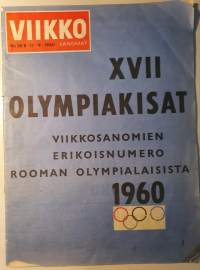 VIIKKO
SANOMAT
XVII
OLYMPIAKISAT
VIIKKOSANOMIEN
ERIKOISNUMERO
ROOMAN OLYMPIALAISISTA
1960